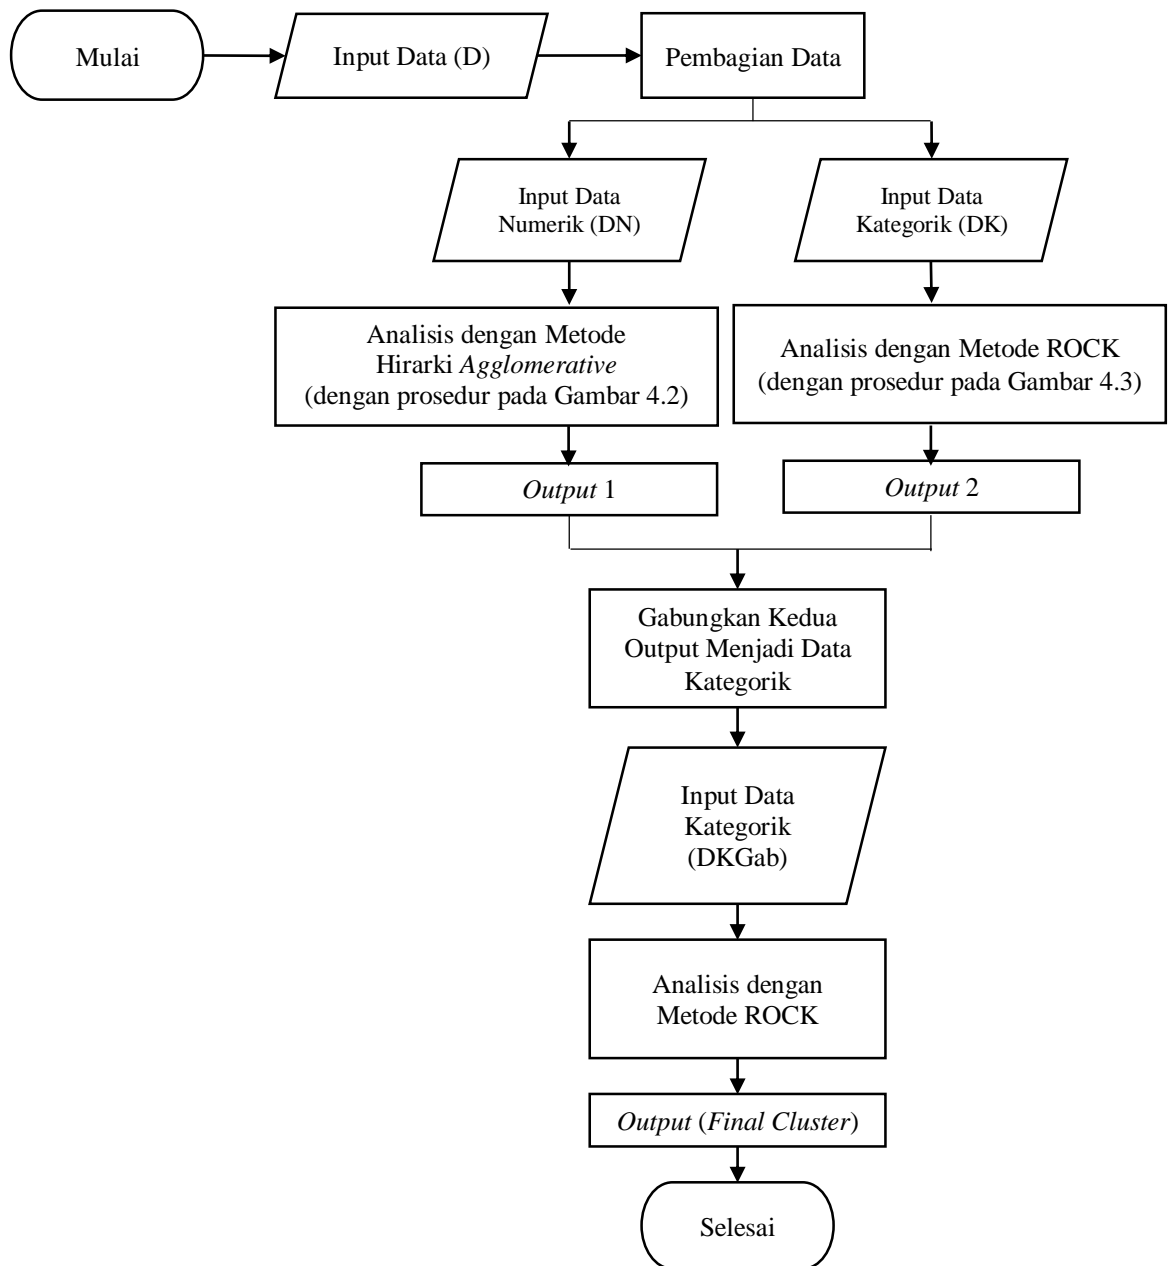 Mulai
Input Data (D)
Pembagian Data
Input Data
Numerik (DN)
Input Data
Kategorik (DK)
Analisis dengan Metode
Hirarki Agglomerative
(dengan prosedur pada Gambar 4.2)
Analisis dengan Metode ROCK
(dengan prosedur pada Gambar 4.3)
Output 1
Output 2
Gabungkan Kedua
Output Menjadi Data
Kategorik
Input Data
Kategorik
(DKGab)
Analisis dengan
Metode ROCK
Output (Final Cluster)
Selesai